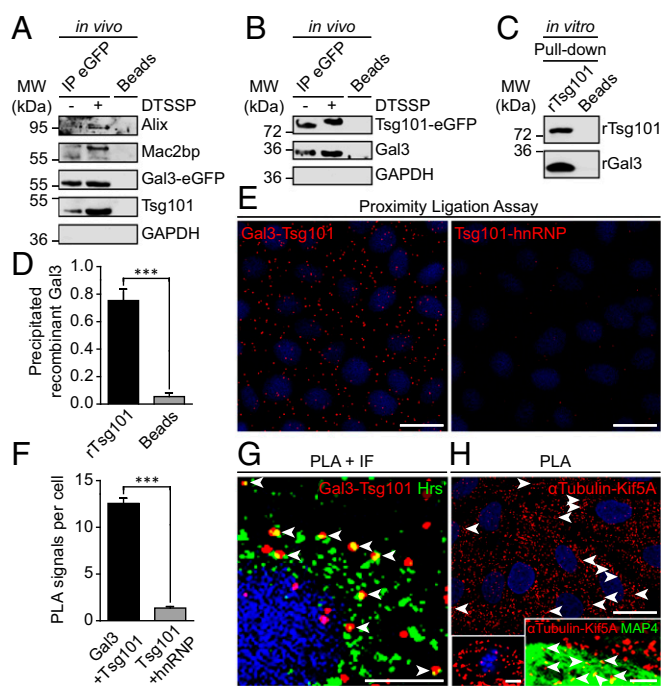 A
in vivo
IP eGFP
Beads
MW
(kDa)
- + DTSSP
95
Alix
55
Mac2bp
55
Gal3-eGFP
55
Tsg101
36
GAPDH
B
in vivo
IP eGFP
Beads
MW
(kDa)
- + DTSSP
72
Tsg101-eGFP
36
Gal3
36
GAPDH
C
in vitro
Pull-down
MW
(kDa)
rTsg101
Beads
72
rTsg101
36
rGal3
D
Precipitated
recombinant Gal3
***
0.8
0.6
0.4
0.2
0.0
rTsg101
Beads
E
Proximity Ligation Assay
Gal3-Tsg101
Tsg101-hnRNP
F
PLA signals per cell
***
15
10
5
0
Gal3
+Tsg101
Tsg101
+hnRNP
G
PLA + IF
Gal3-Tsg101 Hrs
H
PLA
αTubulin-Kif5A
αTubulin-Kif5A MAP4